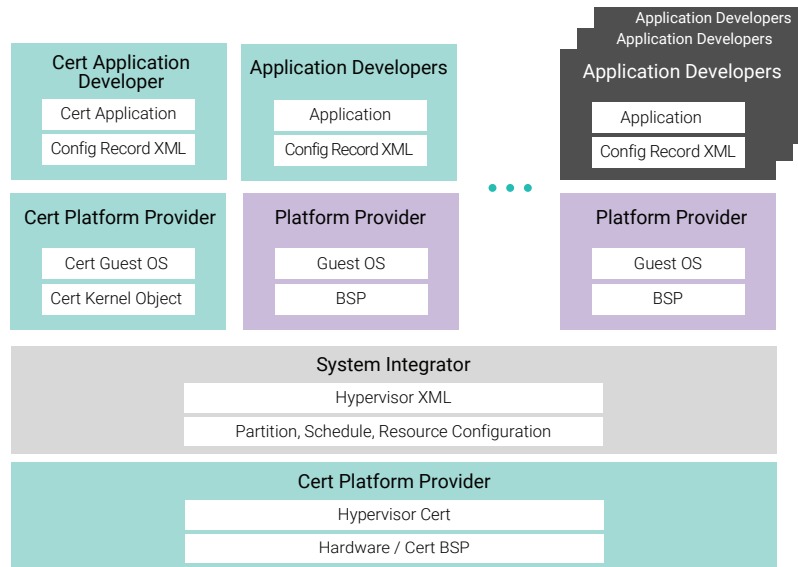 Application Developers
Application Developers
Cert Application
Developer
Cert Application
Config Record XML
Application Developers
Application
Config Record XML
Application Developers
Application
Config Record XML
Cert Platform Provider
Cert Guest OS
Cert Kernel Object
Platform Provider
Guest OS
BSP
Platform Provider
Guest OS
BSP
System Integrator
Hypervisor XML
Partition, Schedule, Resource Configuration
Cert Platform Provider
Hypervisor Cert
Hardware / Cert BSP